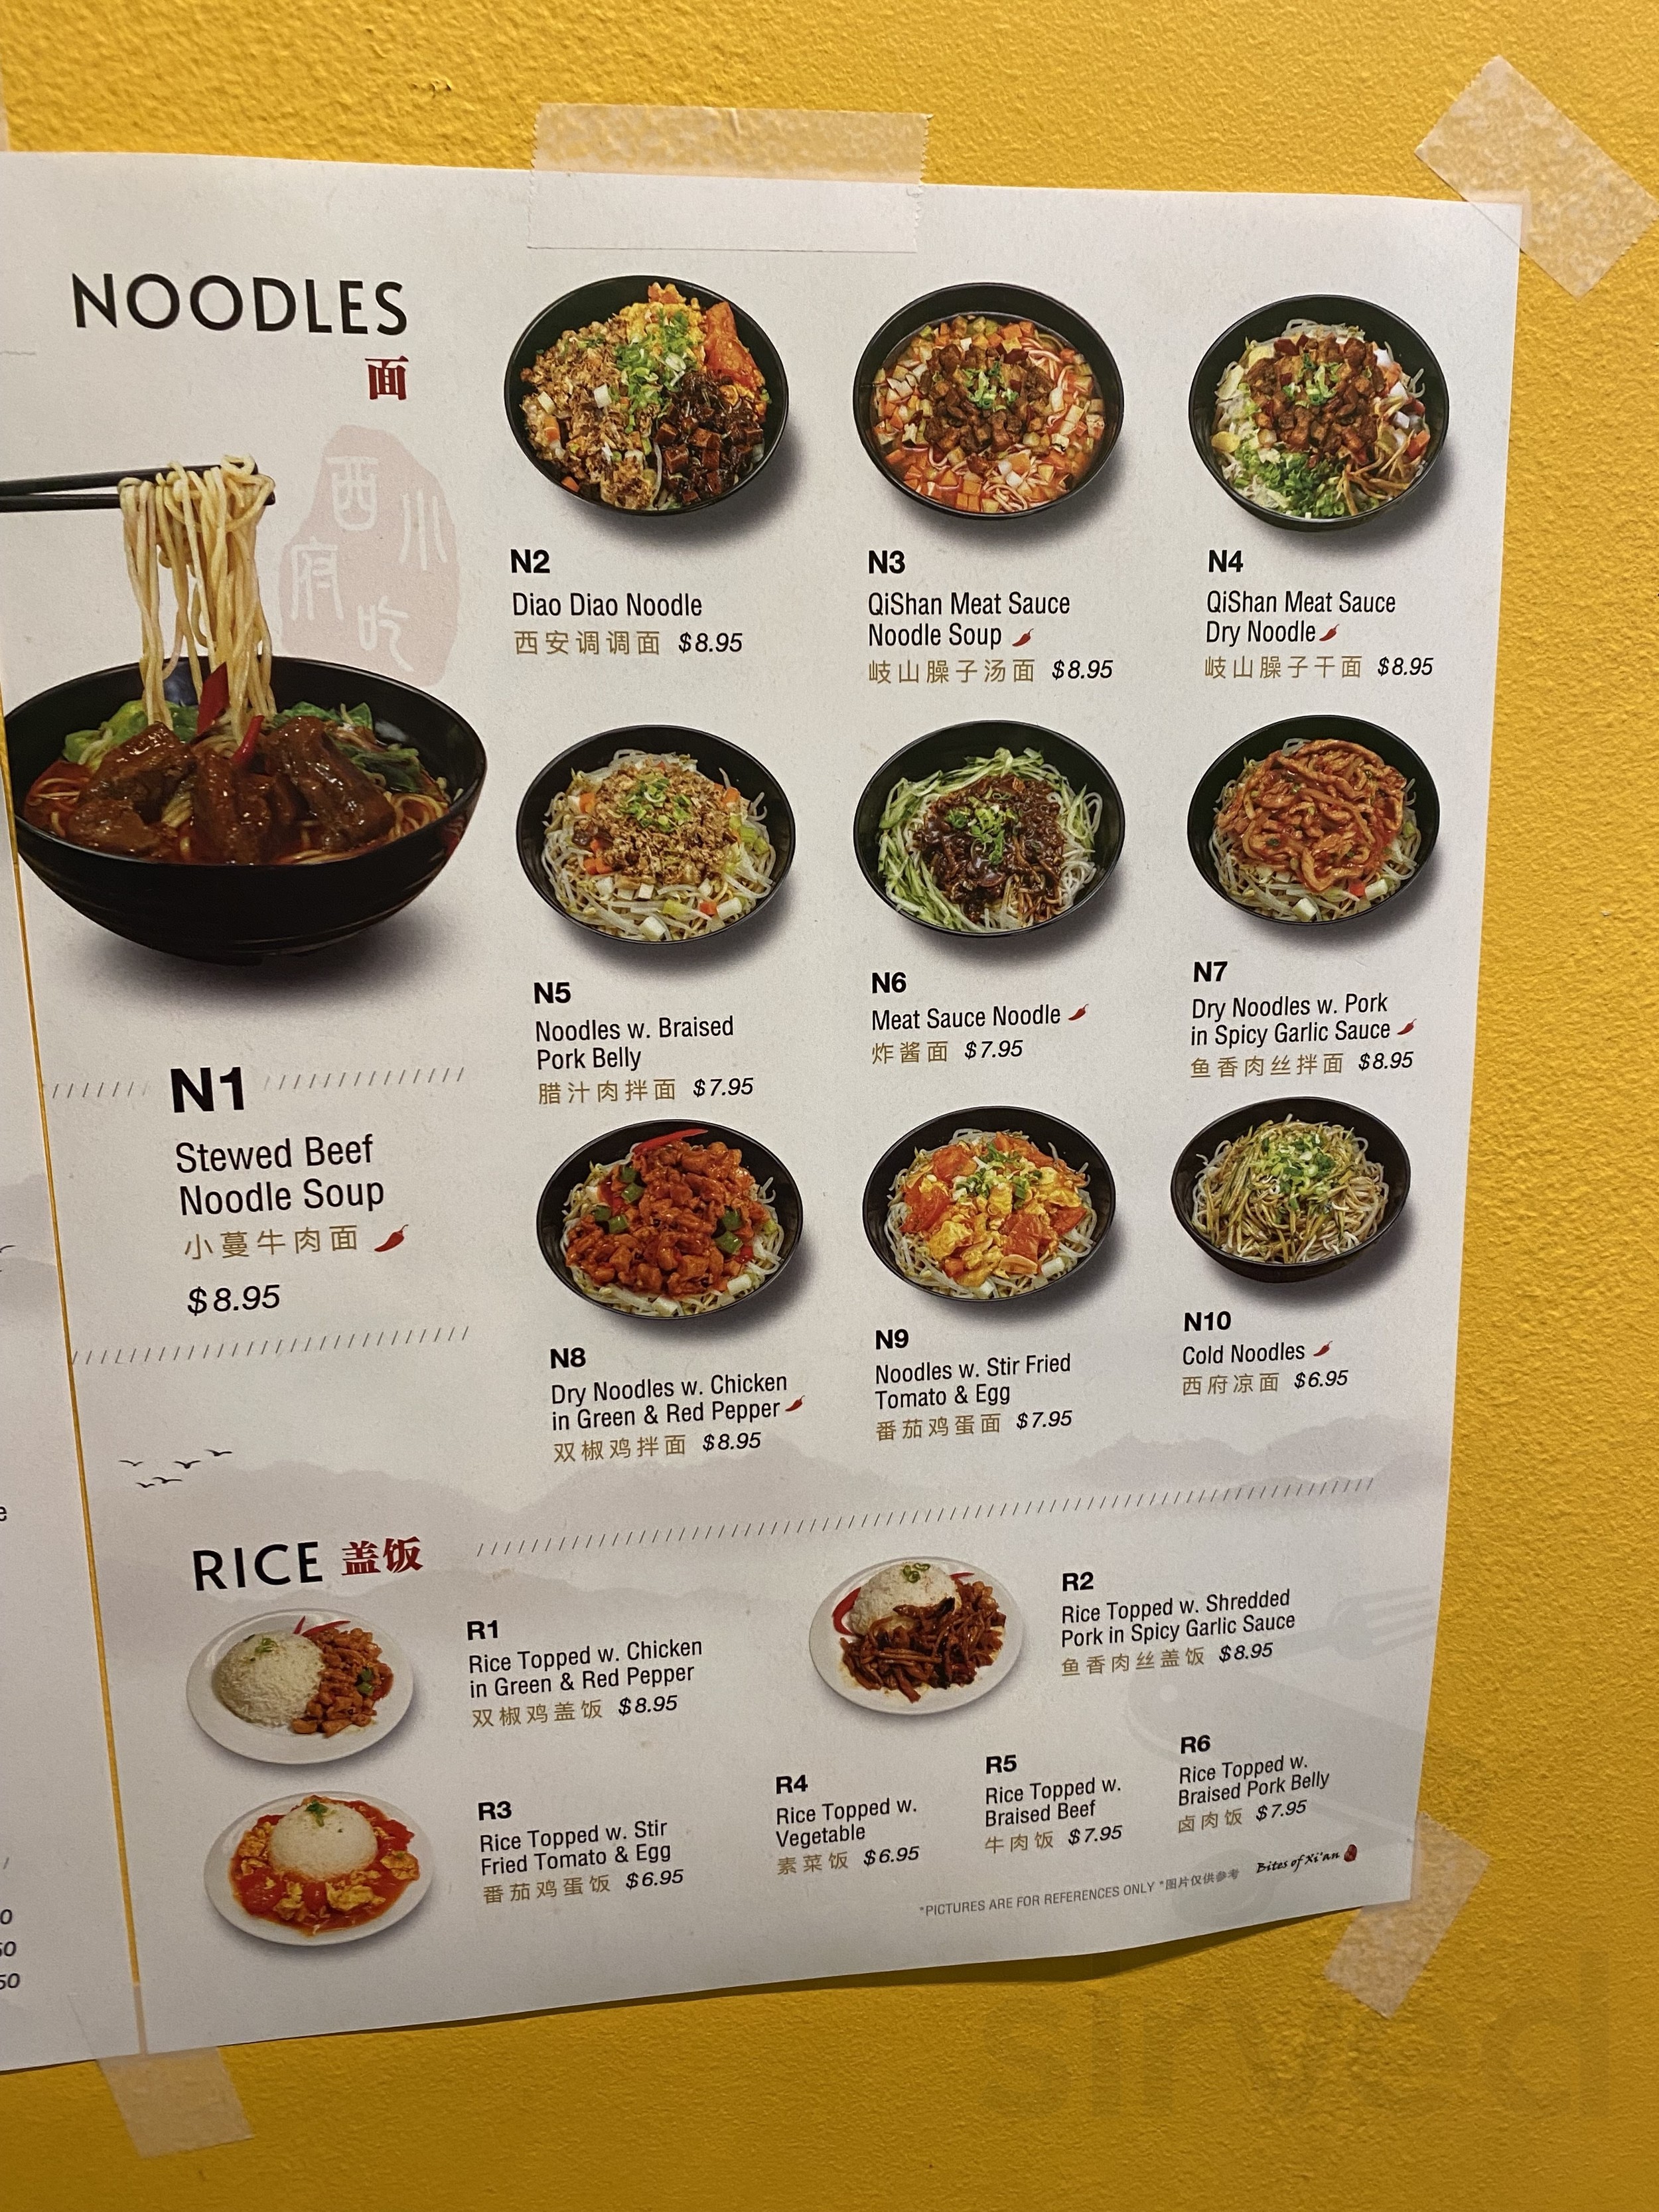 NOODLES
面
西
府
小
吃
N1
Stewed Beef
Noodle Soup
小蔓牛肉面
$8.95
N2
Diao Diao Noodle
西安调调面 $8.95
N3
QiShan Meat Sauce
Noodle Soup
岐山臊子汤面 $8.95
N4
QiShan Meat Sauce
Dry Noodle
岐山臊子干面 $8.95
N5
Noodles w. Braised
Pork Belly
腊汁肉拌面 $7.95
N6
Meat Sauce Noodle
炸酱面 $7.95
N7
Dry Noodles w. Pork
in Spicy Garlic Sauce
鱼香肉丝拌面 $8.95
N8
Dry Noodles w. Chicken
in Green & Red Pepper
双椒鸡拌面 $8.95
N9
Noodles w. Stir Fried
Tomato & Egg
番茄鸡蛋面 $7.95
N10
Cold Noodles
西府凉面 $6.95
RICE 盖饭
R1
Rice Topped w. Chicken
in Green & Red Pepper
双椒鸡盖饭 $8.95
R2
Rice Topped w. Shredded
Pork in Spicy Garlic Sauce
鱼香肉丝盖饭 $8.95
R3
Rice Topped w. Stir
Fried Tomato & Egg
番茄鸡蛋饭 $6.95
R4
Rice Topped w.
Vegetable
素菜饭 $6.95
R5
Rice Topped w.
Braised Beef
牛肉饭 $7.95
R6
Rice Topped w.
Braised Pork Belly
卤肉饭 $7.95
*PICTURES ARE FOR REFERENCES ONLY *图片仅供参考
Bites of Xi'an